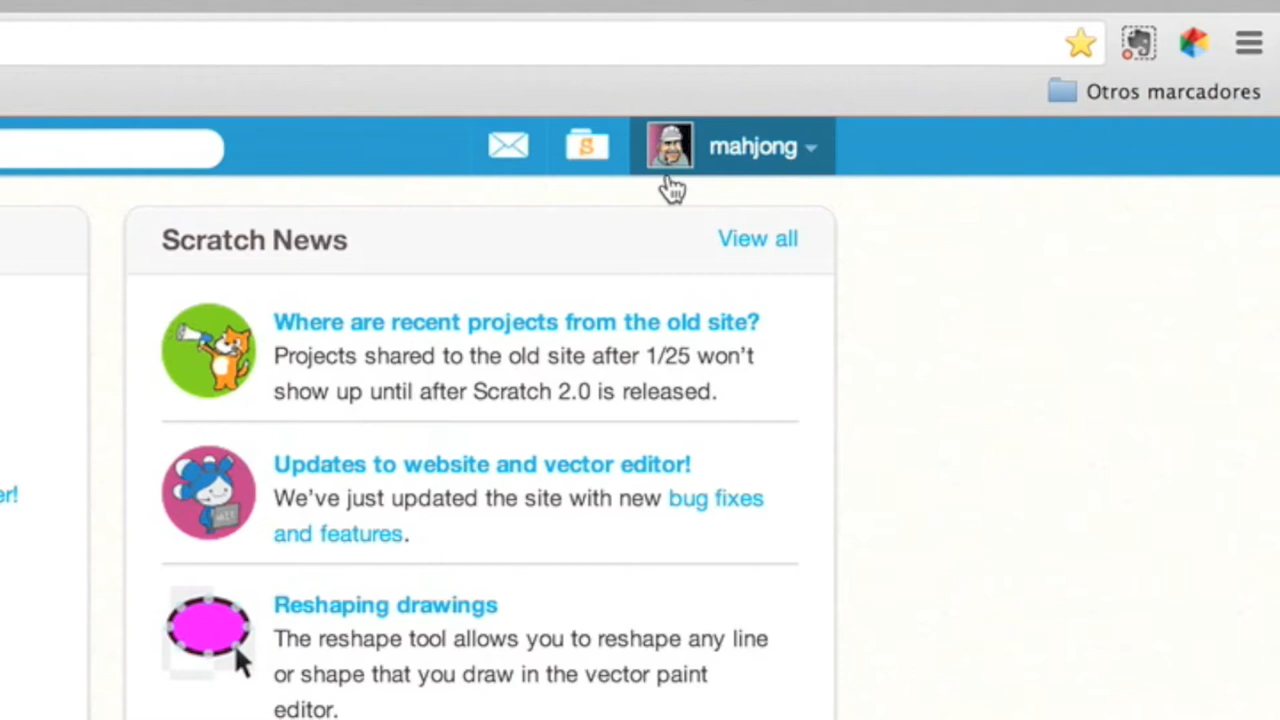 Otros marcadores
S
mahjong
Scratch News
View all
Where are recent projects from the old site?
Projects shared to the old site after 1/25 won't
show up until after Scratch 2.0 is released.
Updates to website and vector editor!
er!
We've just updated the site with new bug fixes
and features.
Reshaping drawings
The reshape tool allows you to reshape any line
or shape that you draw in the vector paint
editor.